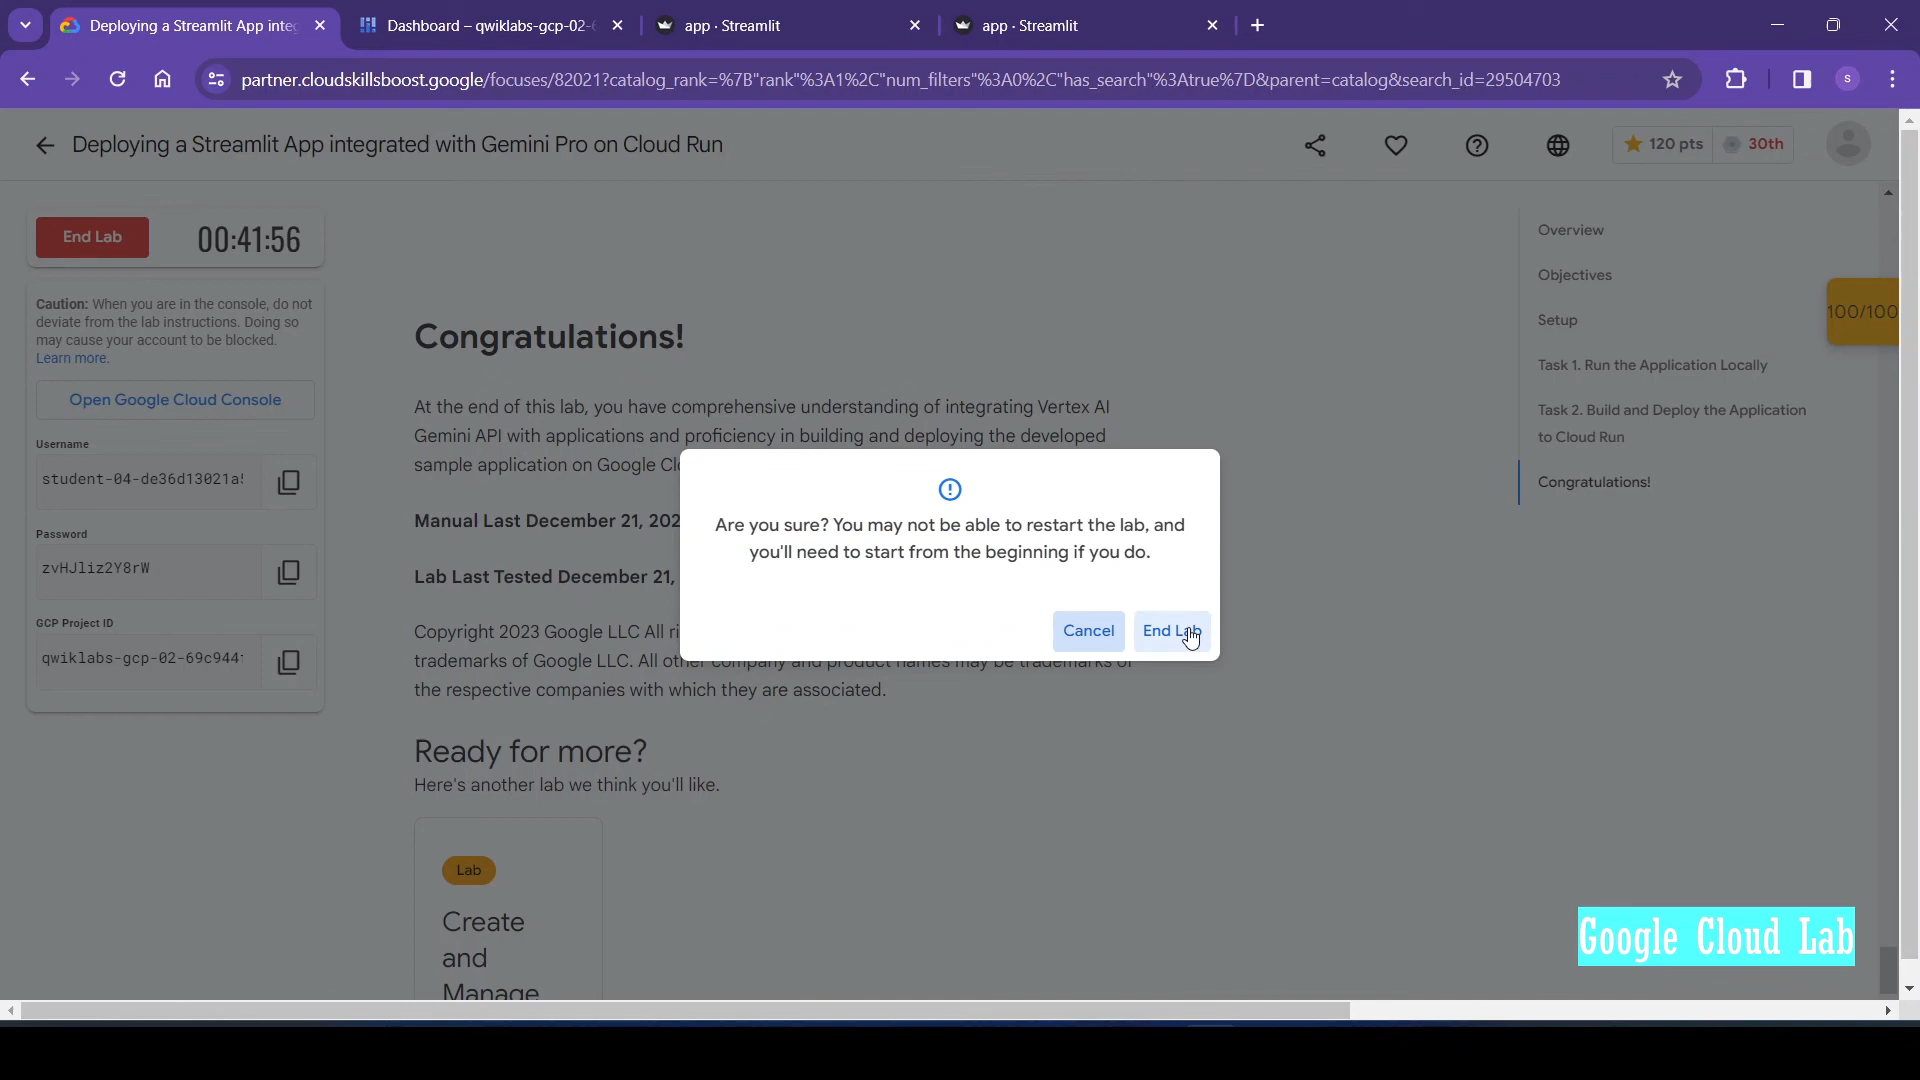 Deploying a Streamlit App inte
Dashboard – qwiklabs-gcp-02-
app · Streamlit
app · Streamlit
partner.cloudskillsboost.google/focuses/82021?catalog_rank=%7B"rank"%3A1%2C"num_filters"%3A0%2C"has_search"%3Atrue%7D&parent=catalog&search_id=29504703
S
Deploying a Streamlit App integrated with Gemini Pro on Cloud Run
120 pts
30th
End Lab
00:41:56
Caution: When you are in the console, do not
deviate from the lab instructions. Doing so
may cause your account to be blocked.
Learn more.
Open Google Cloud Console
Username
student-04-de36d13021a
Password
zvHJliz2Y8rW
GCP Project ID
qwiklabs-gcp-02-69c944
Congratulations!
At the end of this lab, you have comprehensive understanding of integrating Vertex AI
Gemini API with applications and proficiency in building and deploying the developed
sample application on Google Cl
Manual Last December 21, 202
Lab Last Tested December 21,
Copyright 2023 Google LLC All ri
trademarks of Google LLC. All other company and product names may be trademarks of
the respective companies with which they are associated.
Ready for more?
Here's another lab we think you'll like.
Lab
Create
and
Manage
Are you sure? You may not be able to restart the lab, and
you'll need to start from the beginning if you do.
Cancel
End Lab
Overview
Objectives
Setup
Task 1. Run the Application Locally
Task 2. Build and Deploy the Application
to Cloud Run
Congratulations!
100/100
Google Cloud Lab